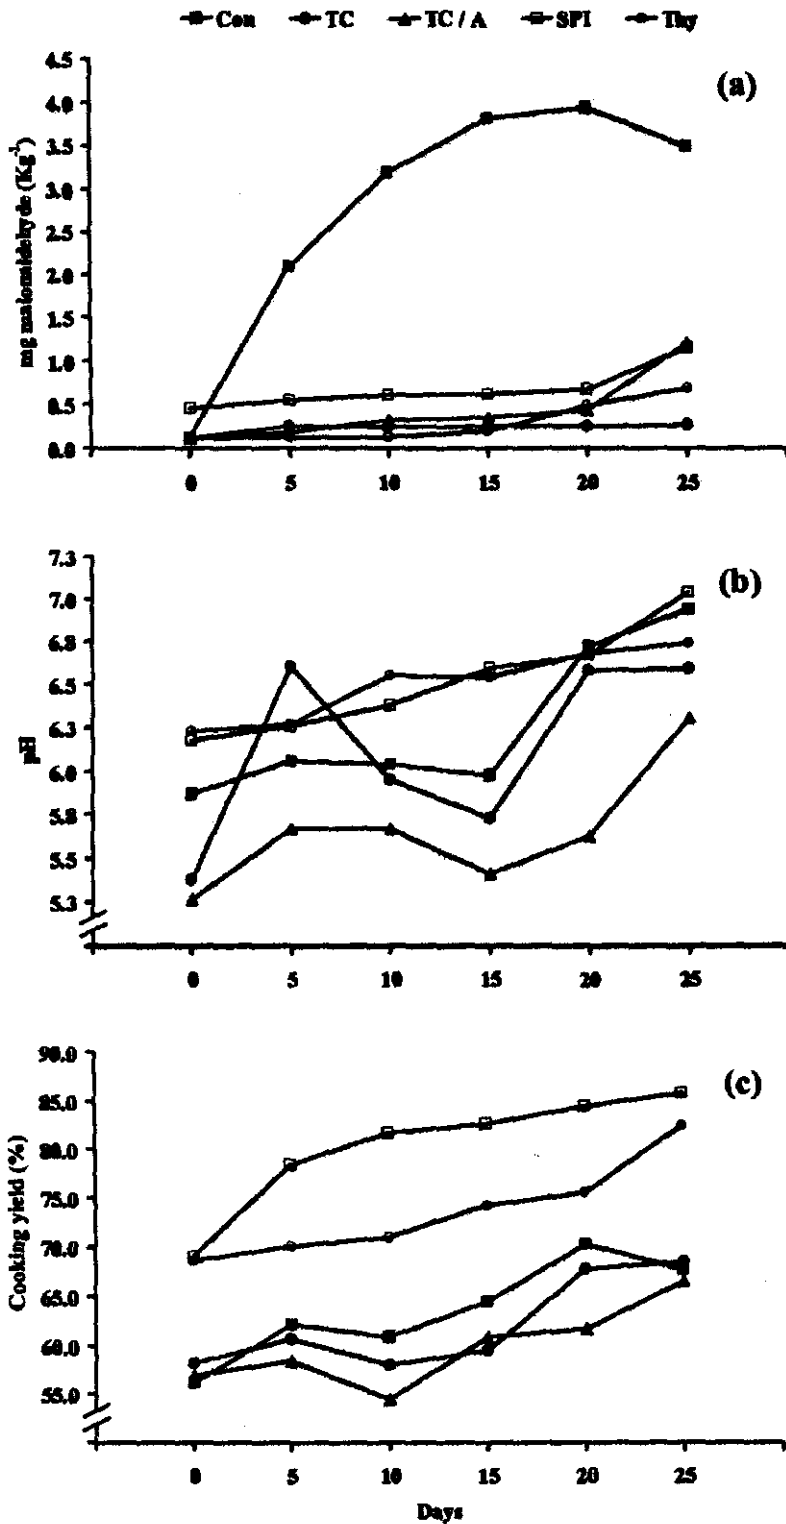 Con TC TC / A SPI Thy
(a)
4.5
4.0
3.5
3.0
2.5
2.0
1.5
1.0
0.5
0.0
mg malonaldehyde (Kg⁻¹)
0 5 10 15 20 25
(b)
7.3
7.0
6.8
6.5
6.3
6.0
5.8
5.5
5.3
pH
0 5 10 15 20 25
(c)
90.0
85.0
80.0
75.0
70.0
65.0
60.0
55.0
Cooking yield (%)
0 5 10 15 20 25
Days